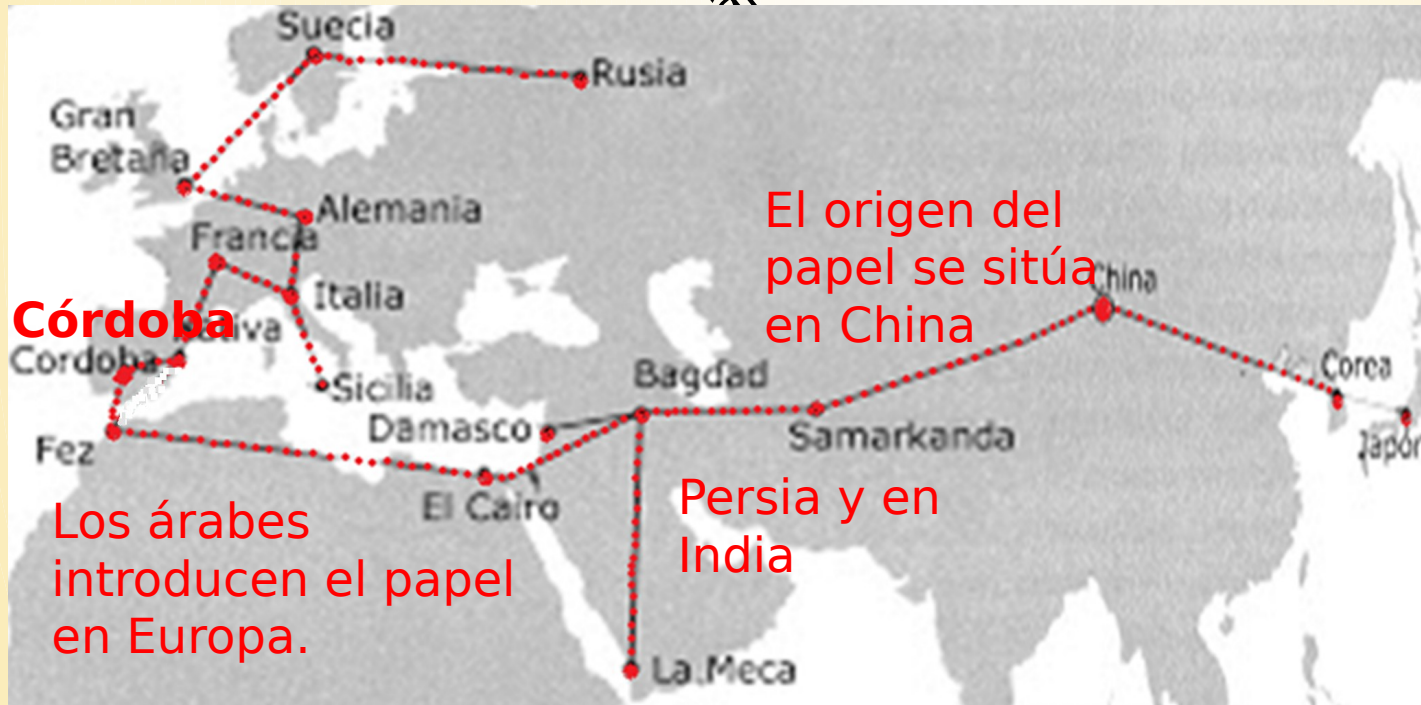 Suecia
Rusia
Gran
Bretaña
Alemania
Francia
El origen del
papel se sitúa
en China
China
Italia
Córdoba
Cordoba
Sicilia
Bagdad
Corea
Damasco
Samarkanda
Japón
Fez
El Cairo
Persia y en
India
Los árabes
introducen el papel
en Europa.
La Meca